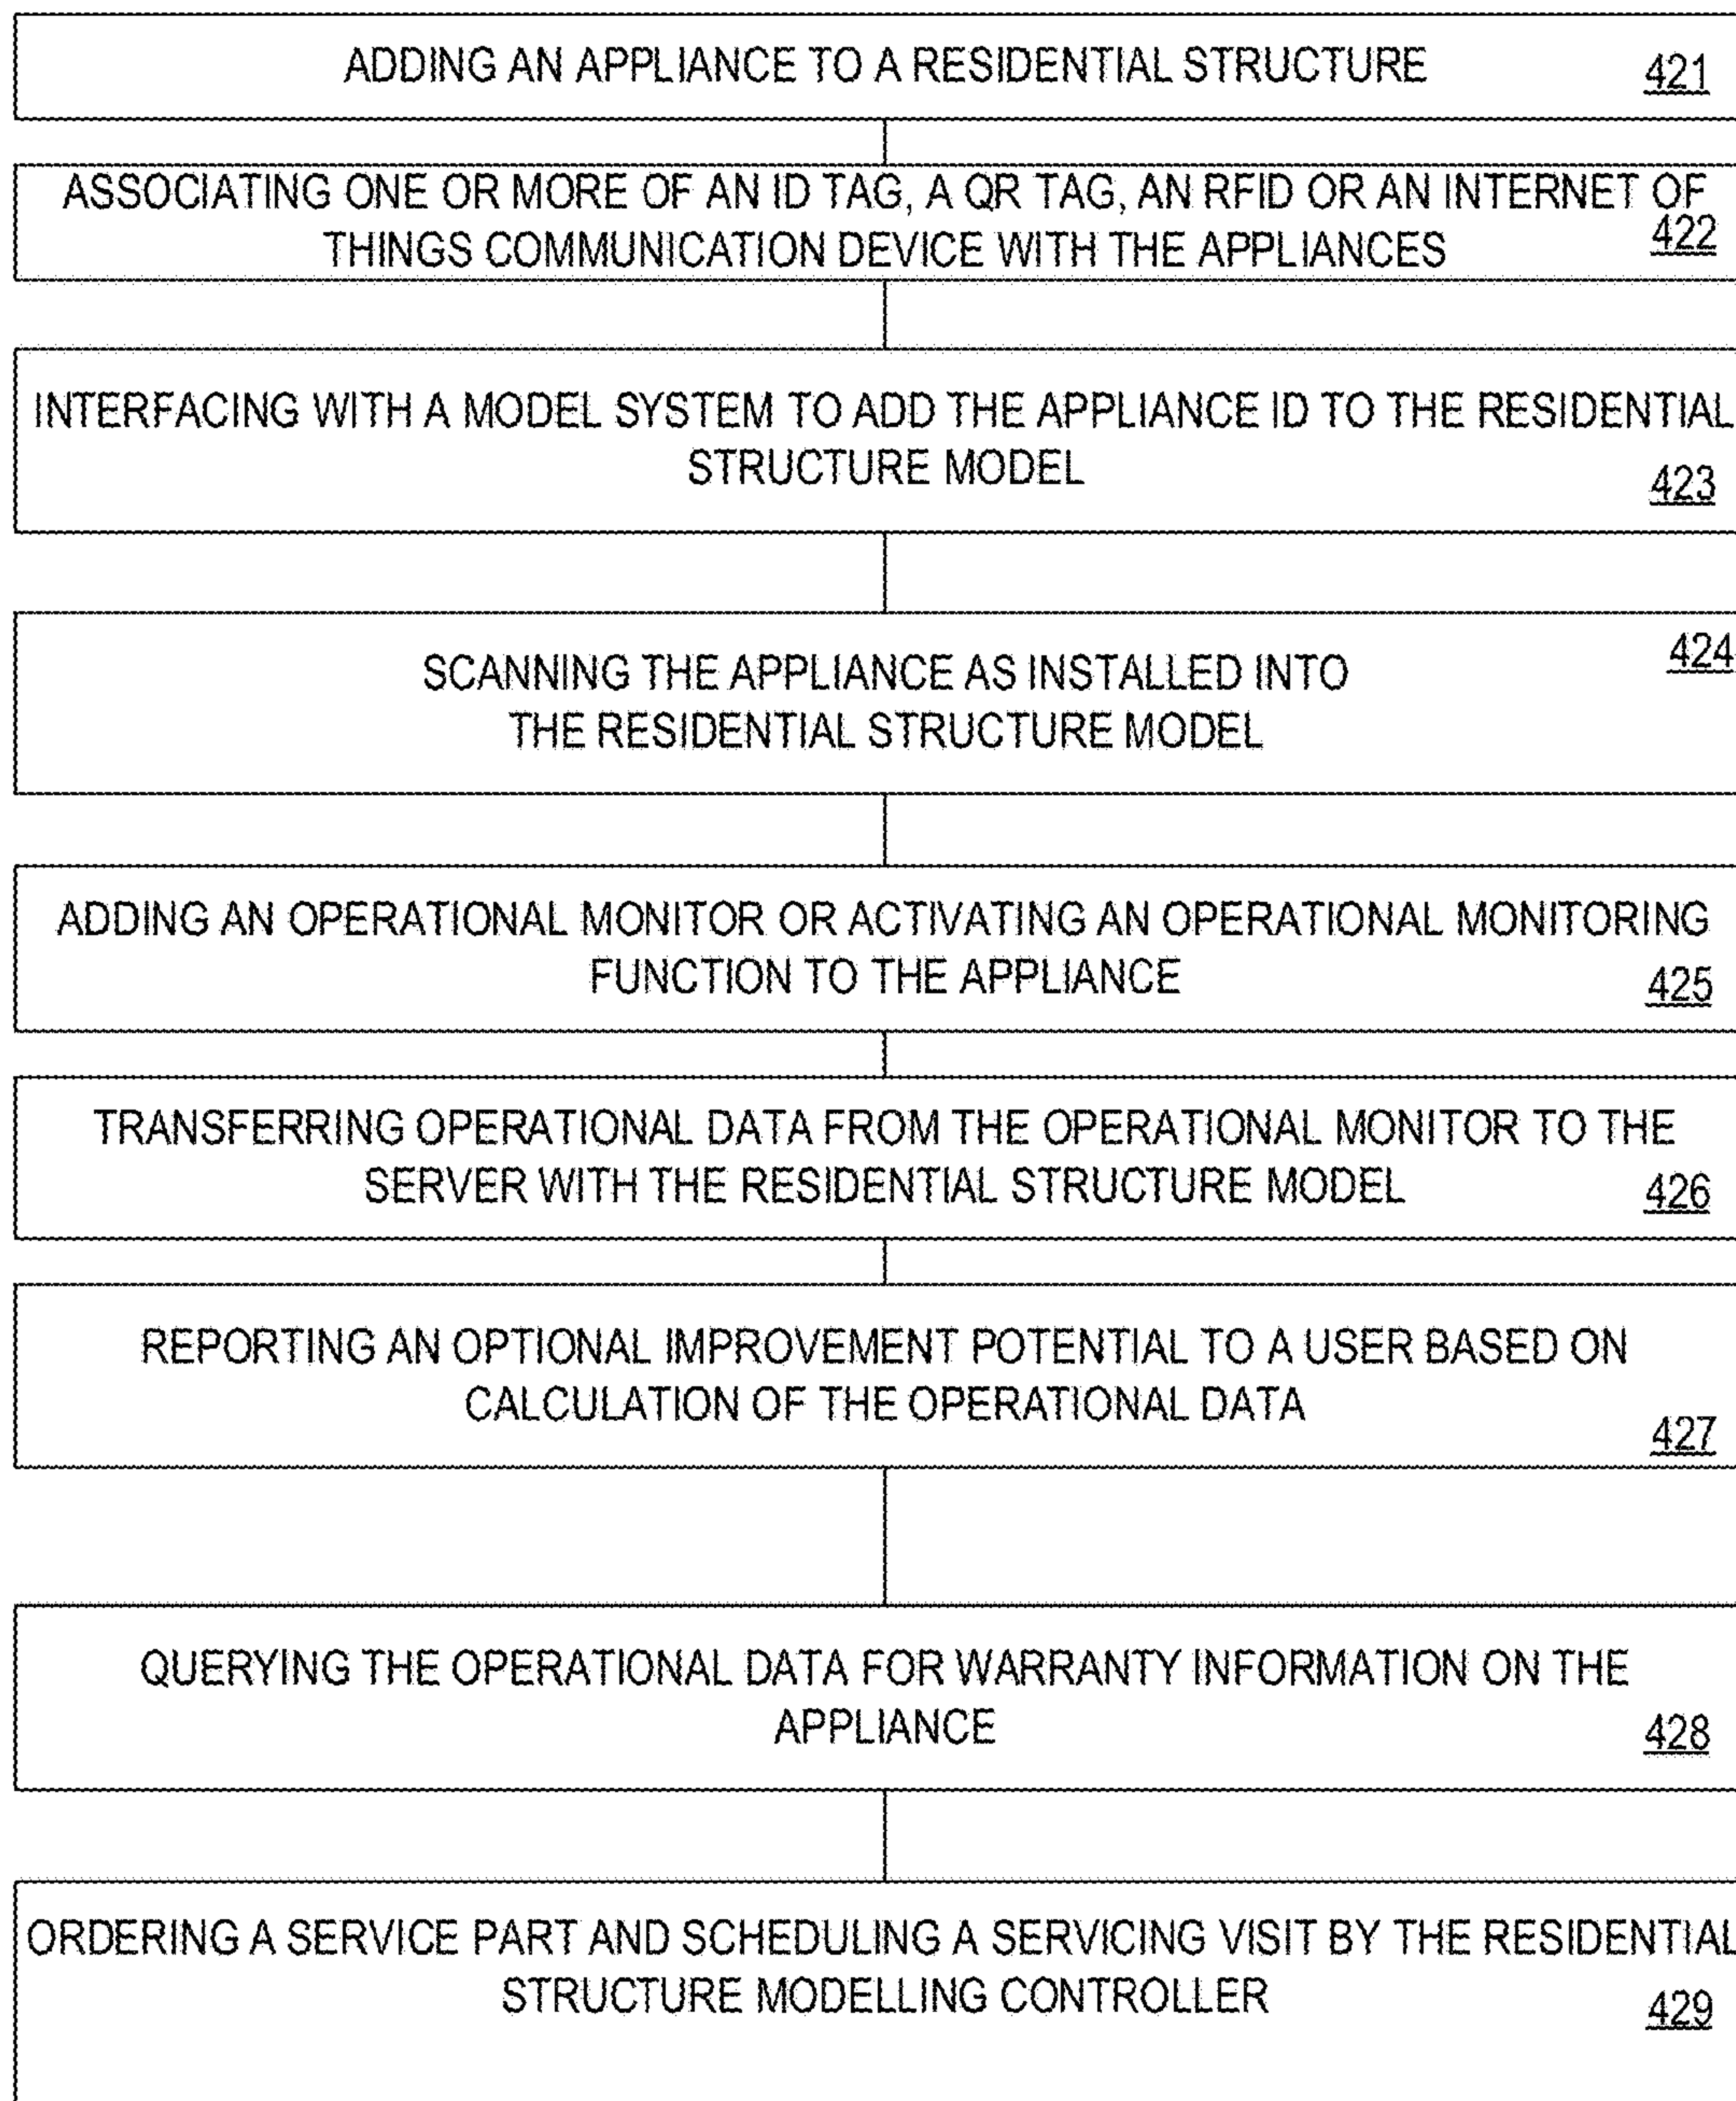 ADDING AN APPLIANCE TO A RESIDENTIAL STRUCTURE
421
ASSOCIATING ONE OR MORE OF AN ID TAG, A QR TAG, AN RFID OR AN INTERNET OF
THINGS COMMUNICATION DEVICE WITH THE APPLIANCES
422
INTERFACING WITH A MODEL SYSTEM TO ADD THE APPLIANCE ID TO THE RESIDENTIAL
STRUCTURE MODEL
423
424
SCANNING THE APPLIANCE AS INSTALLED INTO
THE RESIDENTIAL STRUCTURE MODEL
ADDING AN OPERATIONAL MONITOR OR ACTIVATING AN OPERATIONAL MONITORING
FUNCTION TO THE APPLIANCE
425
TRANSFERRING OPERATIONAL DATA FROM THE OPERATIONAL MONITOR TO THE
SERVER WITH THE RESIDENTIAL STRUCTURE MODEL
426
REPORTING AN OPTIONAL IMPROVEMENT POTENTIAL TO A USER BASED ON
CALCULATION OF THE OPERATIONAL DATA
427
QUERYING THE OPERATIONAL DATA FOR WARRANTY INFORMATION ON THE
APPLIANCE
428
ORDERING A SERVICE PART AND SCHEDULING A SERVICING VISIT BY THE RESIDENTIAL
STRUCTURE MODELLING CONTROLLER
429